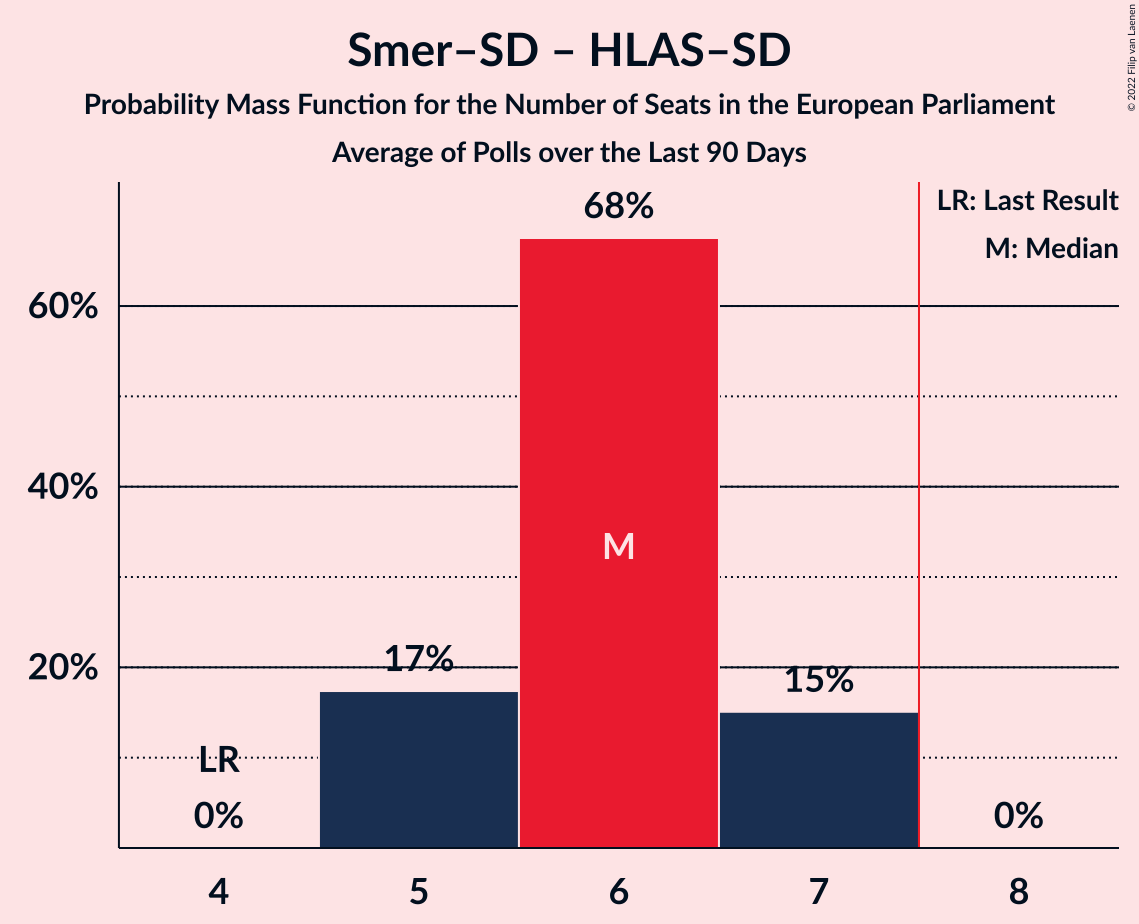 Smer–SD – HLAS–SD
Probability Mass Function for the Number of Seats in the European Parliament
Average of Polls over the Last 90 Days
© 2022 Filip van Laenen
LR: Last Result
M: Median
68%
60%
40%
20%
M
17%
15%
LR
0%
0%
4 5 6 7 8